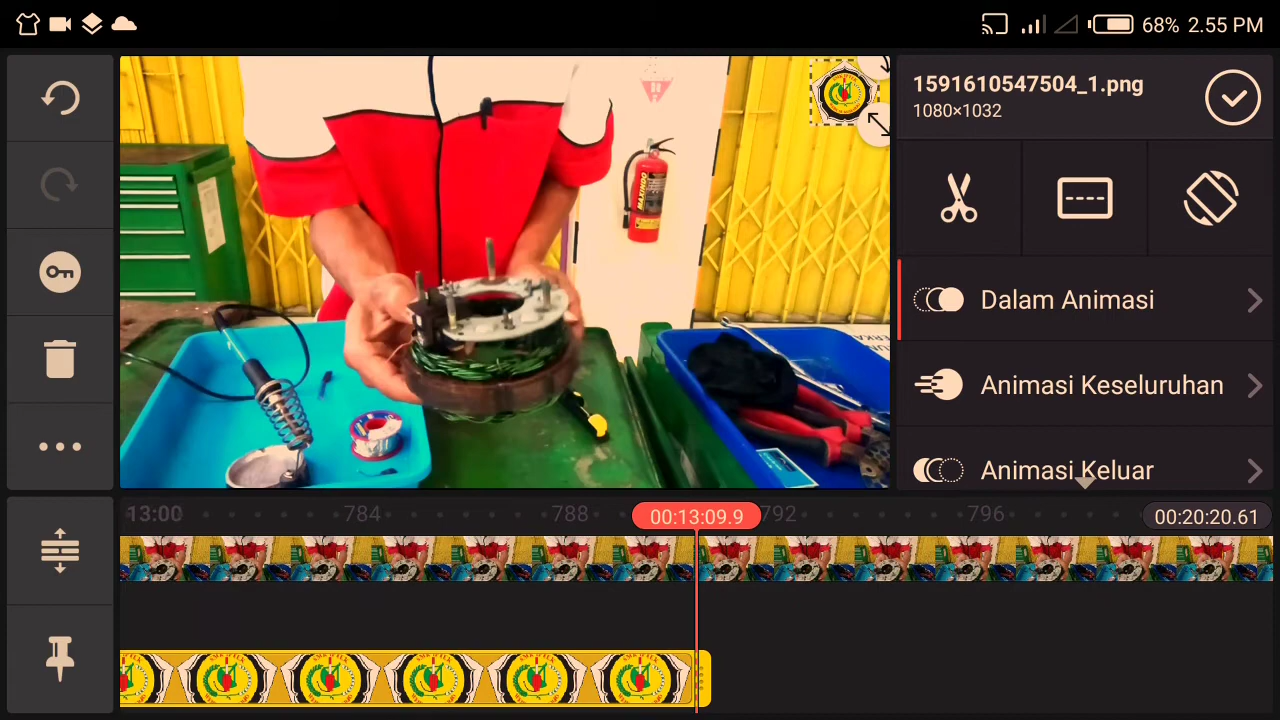 68% 2.55 PM
1591610547504_1.png
1080×1032
MAXINDO
Dalam Animasi
Animasi Keseluruhan
Animasi Keluar
13:00
784
788
00:13:09.9
792
796
00:20:20.61